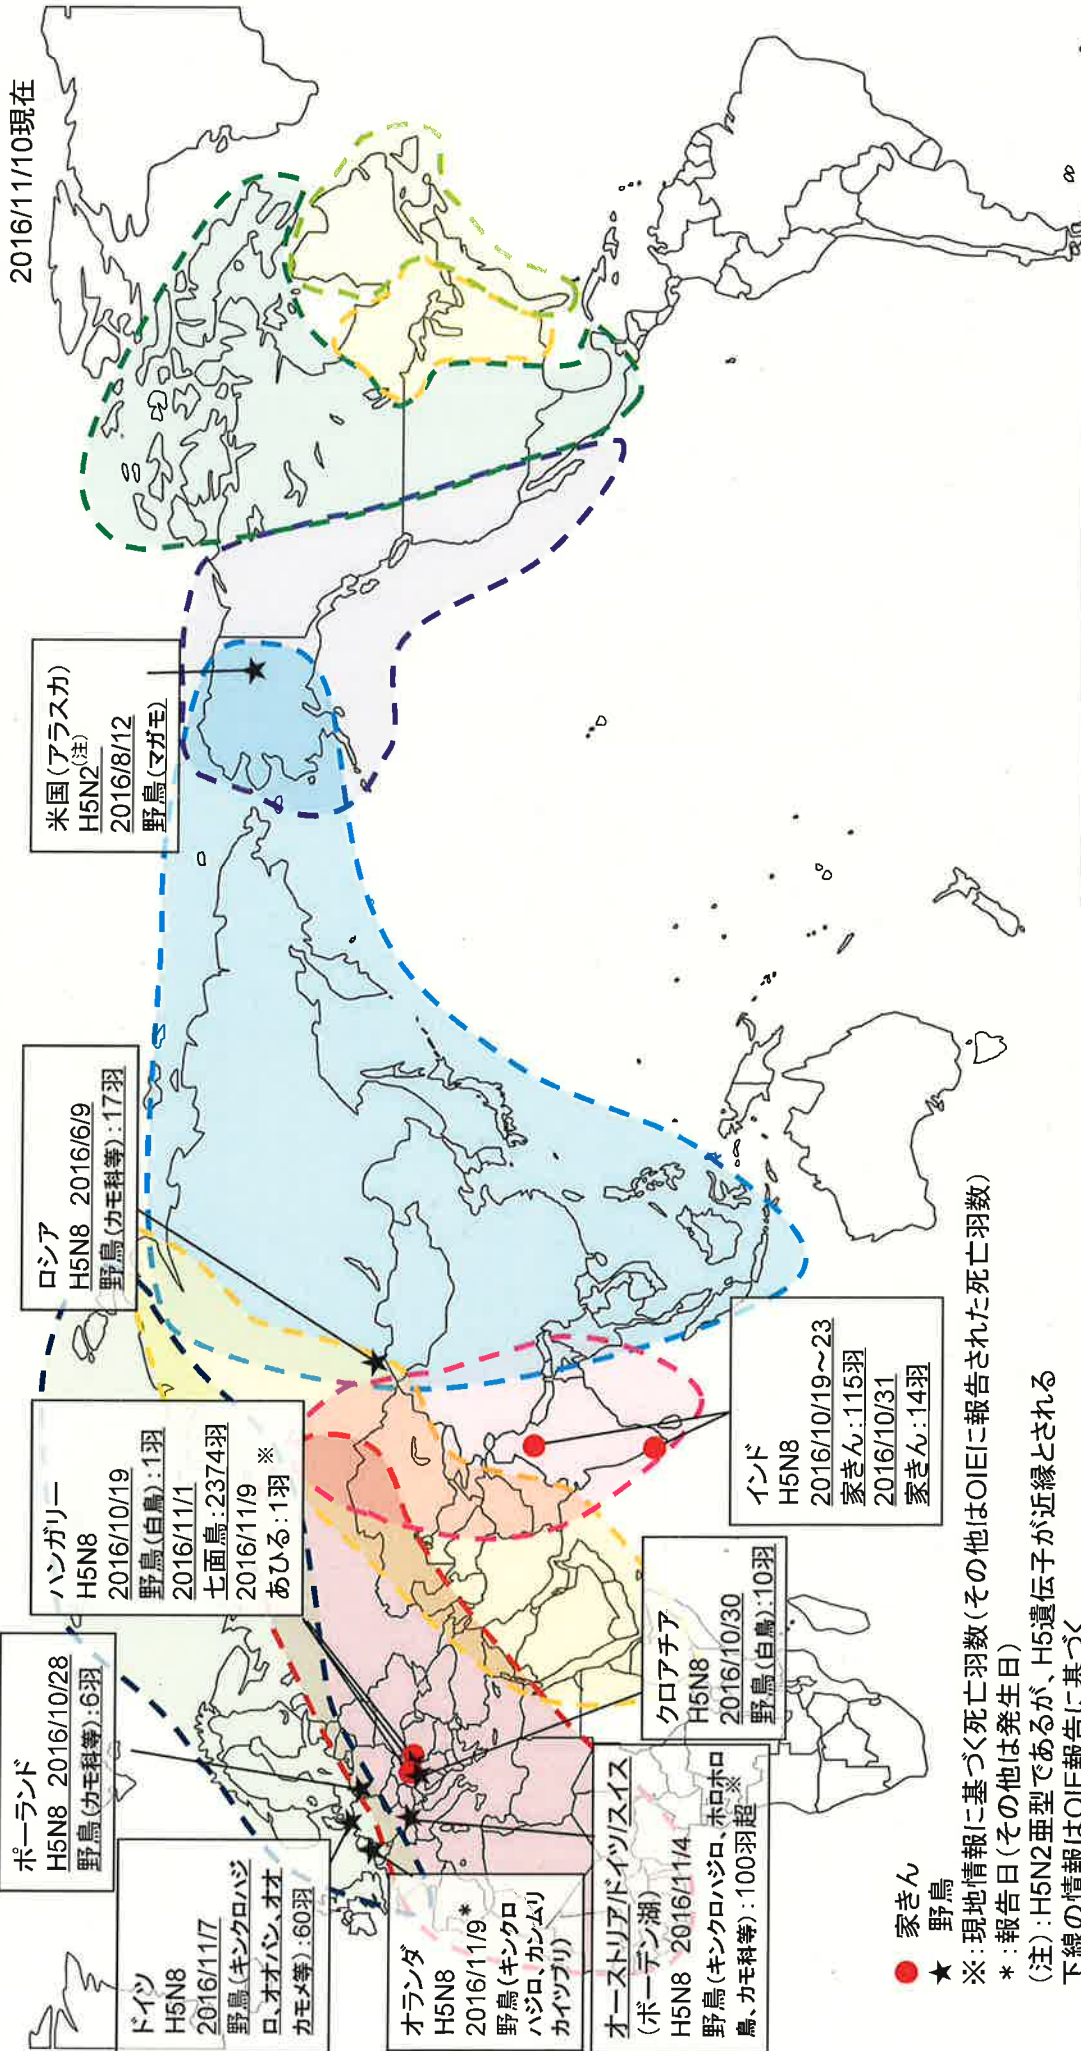 2016/11/10現在
ポーランド
H5N8 2016/10/28
野鳥(カモ科等):6羽
ハンガリー
H5N8
2016/10/19
野鳥(白鳥):1羽
2016/11/1
七面鳥:2374羽
2016/11/9
あひる:1羽※
ロシア
H5N8 2016/6/9
野鳥(カモ科等):17羽
米国(アラスカ)
H5N2(注)
2016/8/12
野鳥(マガモ)
ドイツ
H5N8
2016/11/7
野鳥(キンクロハジ
ロ、オオバン、オオ
カモメ等):60羽
オランダ
H5N8
2016/11/9*
野鳥(キンクロ
ハジロ、カンムリ
カイツブリ)
オーストリア/ドイツ/スイス
(ボーデン湖)
H5N8 2016/11/4
野鳥(キンクロハジロ、ホロホロ
鳥、カモ科等):100羽超※
クロアチア
H5N8
2016/10/30
野鳥(白鳥):10羽
インド
H5N8
2016/10/19~23
家きん:115羽
2016/10/31
家きん:14羽
● 家きん
★ 野鳥
※:現地情報に基づく死亡羽数(その他はOIEに報告された死亡羽数)
*:報告日(その他は発生日)
(注):H5N2亜型であるが、H5遺伝子が近縁とされる
下線の情報はOIE報告に基づく